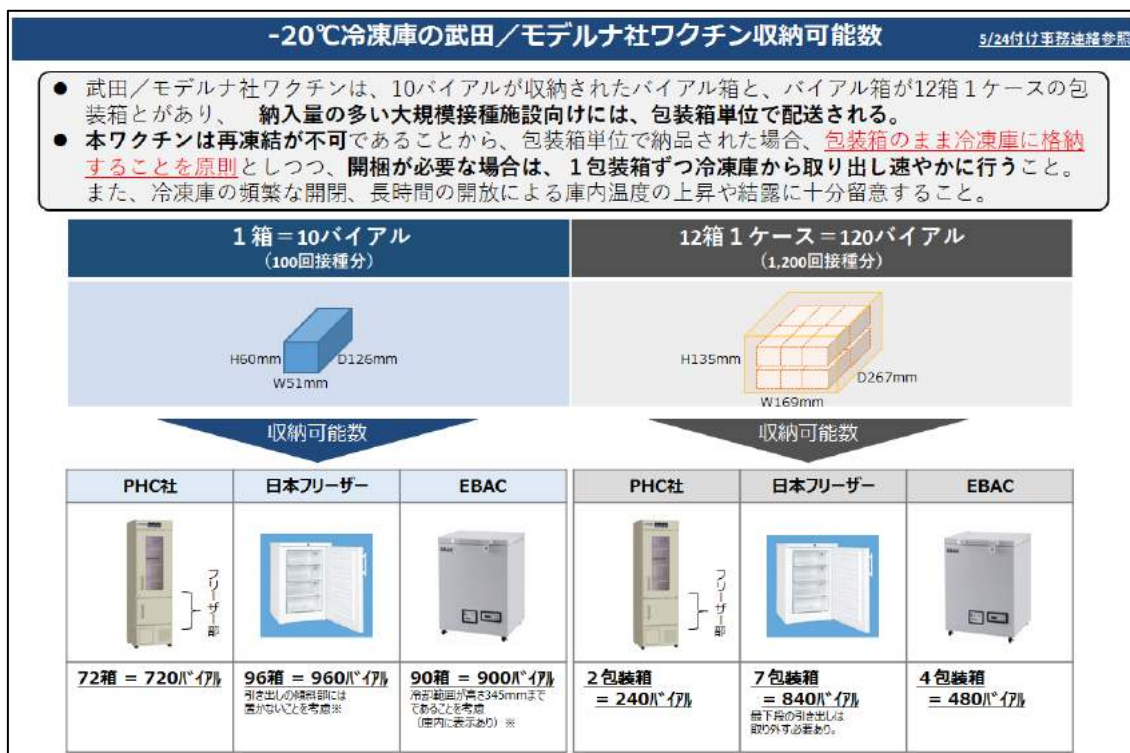 -20℃冷凍庫の武田／モデルナ社ワクチン収納可能数
5/24付け事務連絡参照
● 武田／モデルナ社ワクチンは、10バイアルが収納されたバイアル箱と、バイアル箱が12箱１ケースの包
装箱とがあり、 納入量の多い大規模接種施設向けには、包装箱単位で配送される。
● 本ワクチンは再凍結が不可であることから、包装箱単位で納品された場合、包装箱のまま冷凍庫に格納
することを原則としつつ、開梱が必要な場合は、１包装箱ずつ冷凍庫から取り出し速やかに行うこと。
また、冷凍庫の頻繁な開閉、長時間の開放による庫内温度の上昇や結露に十分留意すること。
１箱＝10バイアル
（100回接種分）
12箱１ケース＝120バイアル
（1,200回接種分）
H60mm
D126mm
W51mm
H135mm
D267mm
W169mm
収納可能数
収納可能数
PHC社
日本フリーザー
EBAC
PHC社
日本フリーザー
EBAC
フリーザー部
EBAC
フリーザー部
EBAC
72箱 = 720バイアル
96箱 = 960バイアル
引き出しの傾斜部には
置かないことを考慮※
90箱 = 900バイアル
冷却範囲が高さ345mmまで
であることを考慮
（庫内に表示あり）※
２包装箱
= 240バイアル
７包装箱
= 840バイアル
最下段の引き出しは
取り外す必要あり。
４包装箱
= 480バイアル